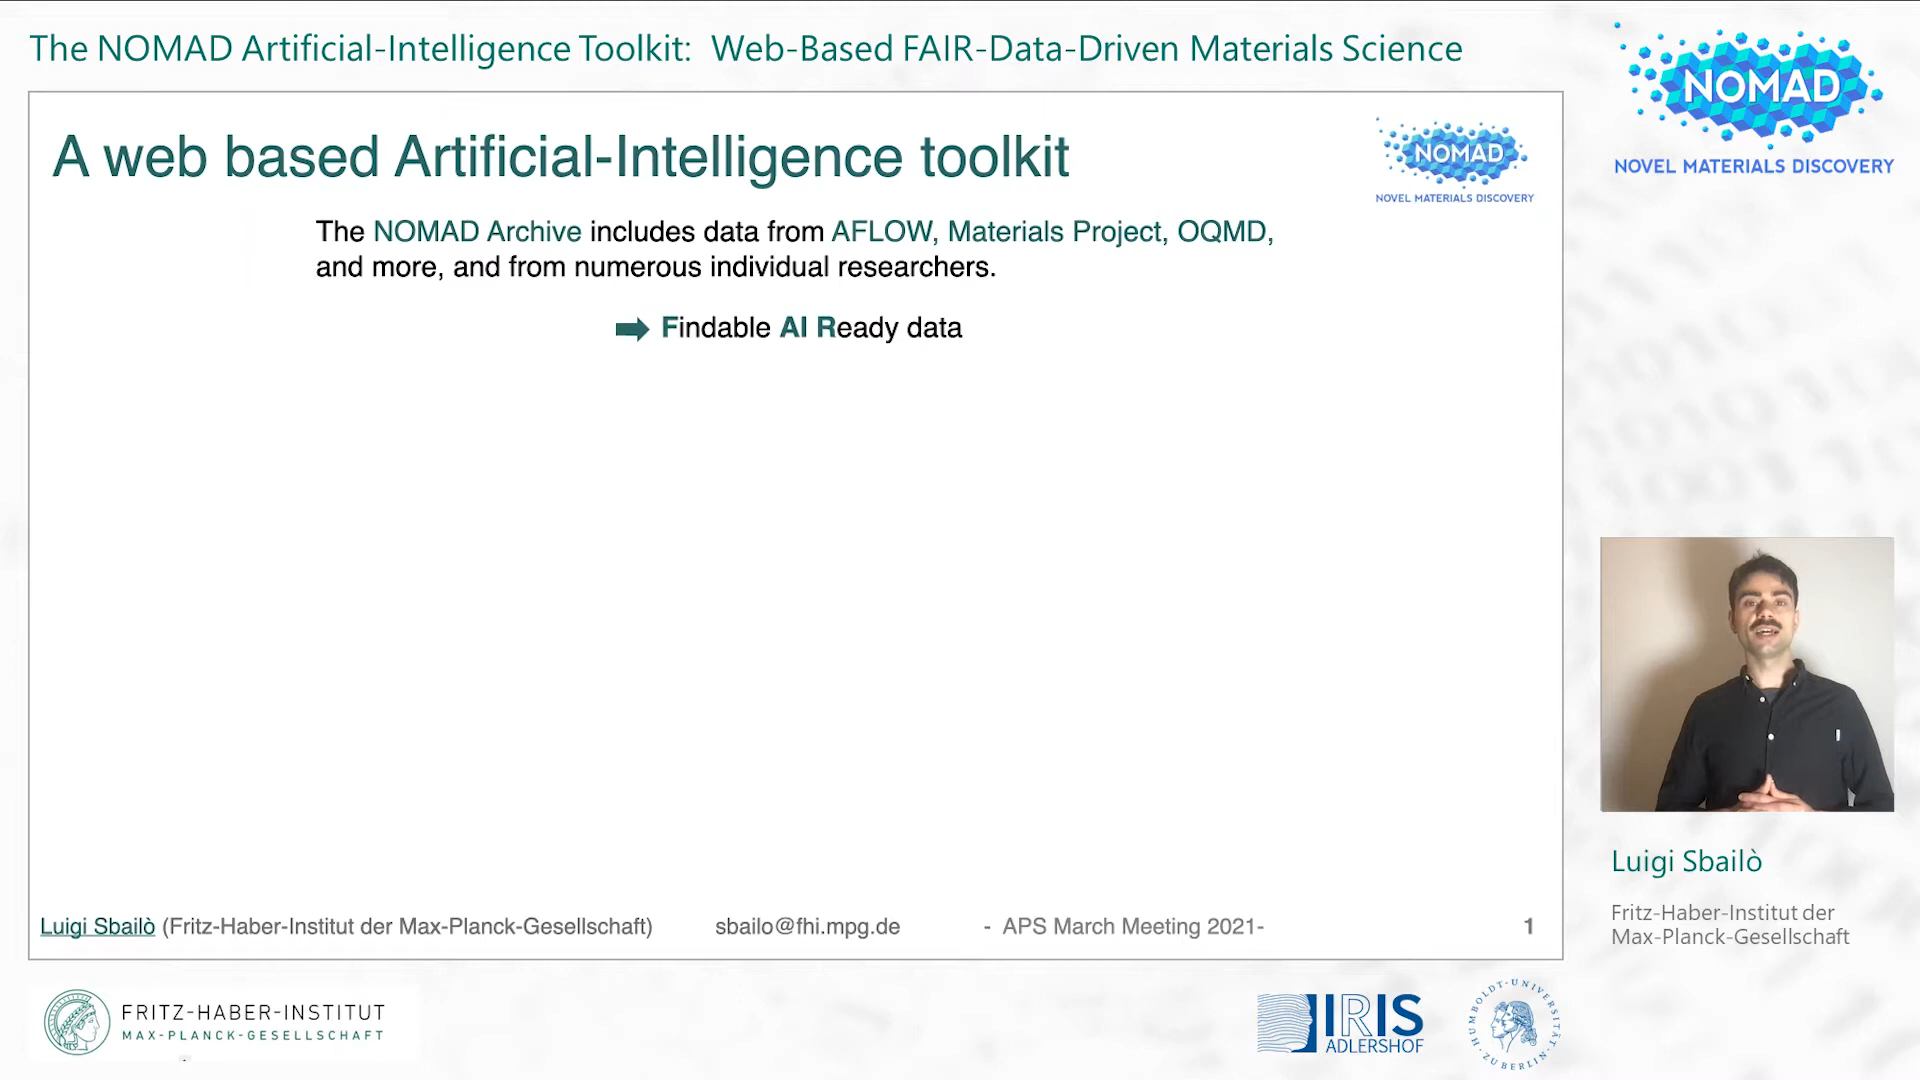 The NOMAD Artificial-Intelligence Toolkit: Web-Based FAIR-Data-Driven Materials Science
NOMAD
NOVEL MATERIALS DISCOVERY
A web based Artificial-Intelligence toolkit
NOMAD
NOVEL MATERIALS DISCOVERY
The NOMAD Archive includes data from AFLOW, Materials Project, OQMD,
and more, and from numerous individual researchers.
Findable AI Ready data
Luigi Sbailò (Fritz-Haber-Institut der Max-Planck-Gesellschaft) sbailo@fhi.mpg.de - APS March Meeting 2021- 1
Luigi Sbailò
Fritz-Haber-Institut der
Max-Planck-Gesellschaft
FRITZ-HABER-INSTITUT
MAX-PLANCK-GESELLSCHAFT
IRIS
ADLERSHOF
HUMBOLDT-UNIVERSITÄT ZU BERLIN